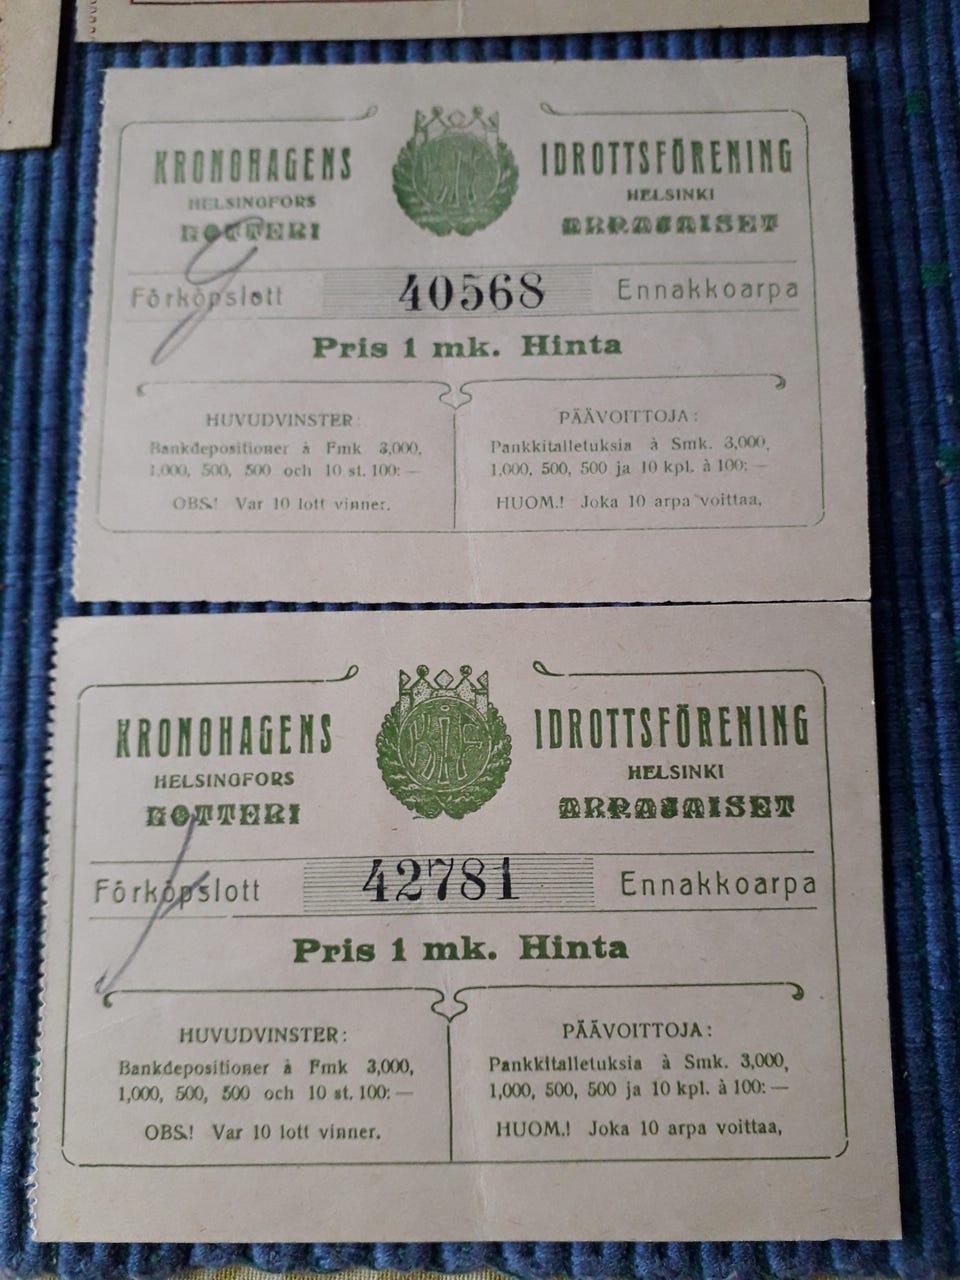 KRONOHAGENS KIF IDROTTSFÖRENING
HELSINGFORS HELSINKI
LOTTERI ARPAJAISET
Förköpslott 40568 Ennakkoarpa
Pris 1 mk. Hinta
HUVUDVINSTER:
Bankdepositioner à Fmk 3,000,
1,000, 500, 500 och 10 st. 100: —
OBS.! Var 10 lott vinner.
PÄÄVOITTOJA:
Pankkitalletuksia à Smk. 3,000,
1,000, 500, 500 ja 10 kpl. à 100: —
HUOM.! Joka 10 arpa voittaa,
KRONOHAGENS KIF IDROTTSFÖRENING
HELSINGFORS HELSINKI
LOTTERI ARPAJAISET
Förköpslott 42781 Ennakkoarpa
Pris 1 mk. Hinta
HUVUDVINSTER:
Bankdepositioner à Fmk 3,000,
1,000, 500, 500 och 10 st. 100: —
OBS.! Var 10 lott vinner.
PÄÄVOITTOJA:
Pankkitalletuksia à Smk. 3,000,
1,000, 500, 500 ja 10 kpl. à 100: —
HUOM.! Joka 10 arpa voittaa,